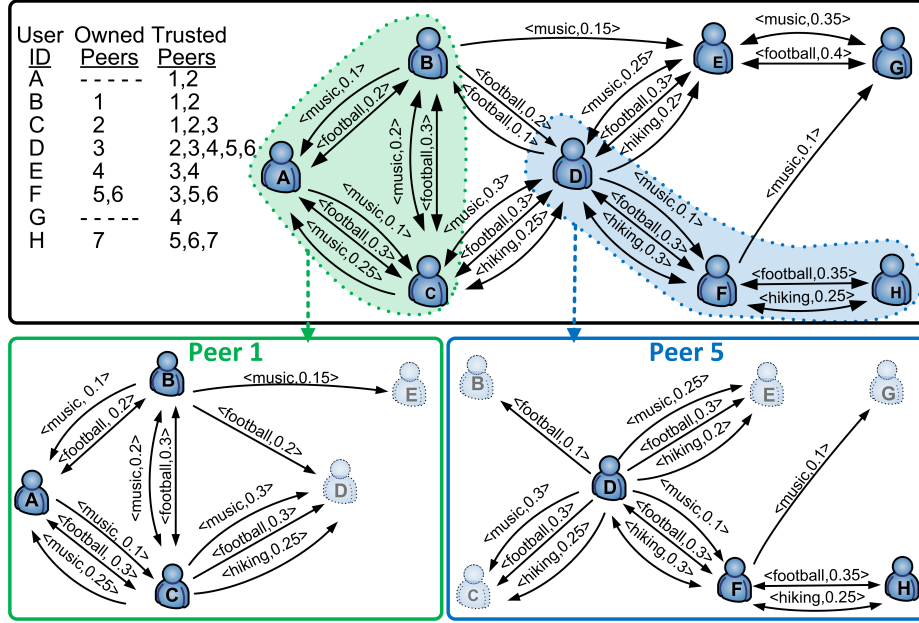 User Owned Trusted
ID Peers Peers
A - - - - - 1,2
B 1 1,2
C 2 1,2,3
D 3 2,3,4,5,6
E 4 3,4
F 5,6 3,5,6
G - - - - - 4
H 7 5,6,7
B
E
G
A
D
C
F
H
<music,0.15>
<music,0.35>
<football,0.4>
<music,0.1>
<football,0.2>
<music,0.2>
<football,0.3>
<football,0.2>
<football,0.1>
<music,0.25>
<football,0.3>
<hiking,0.2>
<music,0.1>
<music,0.1>
<football,0.3>
<music,0.25>
<music,0.3>
<football,0.3>
<hiking,0.25>
<music,0.1>
<football,0.3>
<hiking,0.3>
<football,0.35>
<hiking,0.25>
Peer 1
B
E
A
D
C
<music,0.15>
<music,0.1>
<football, 0.2>
<music,0.2>
<football,0.3>
<football,0.2>
<music,0.1>
<football, 0.3>
<music,0.25>
<music,0.3>
<football,0.3>
<hiking,0.25>
Peer 5
B
E
G
D
C
F
H
<football,0.1>
<music,0.25>
<football,0.3>
<hiking,0.2>
<music,0.1>
<music,0.3>
<football,0.3>
<hiking,0.25>
<music,0.1>
<football,0.3>
<hiking,0.3>
<football,0.35>
<hiking,0.25>